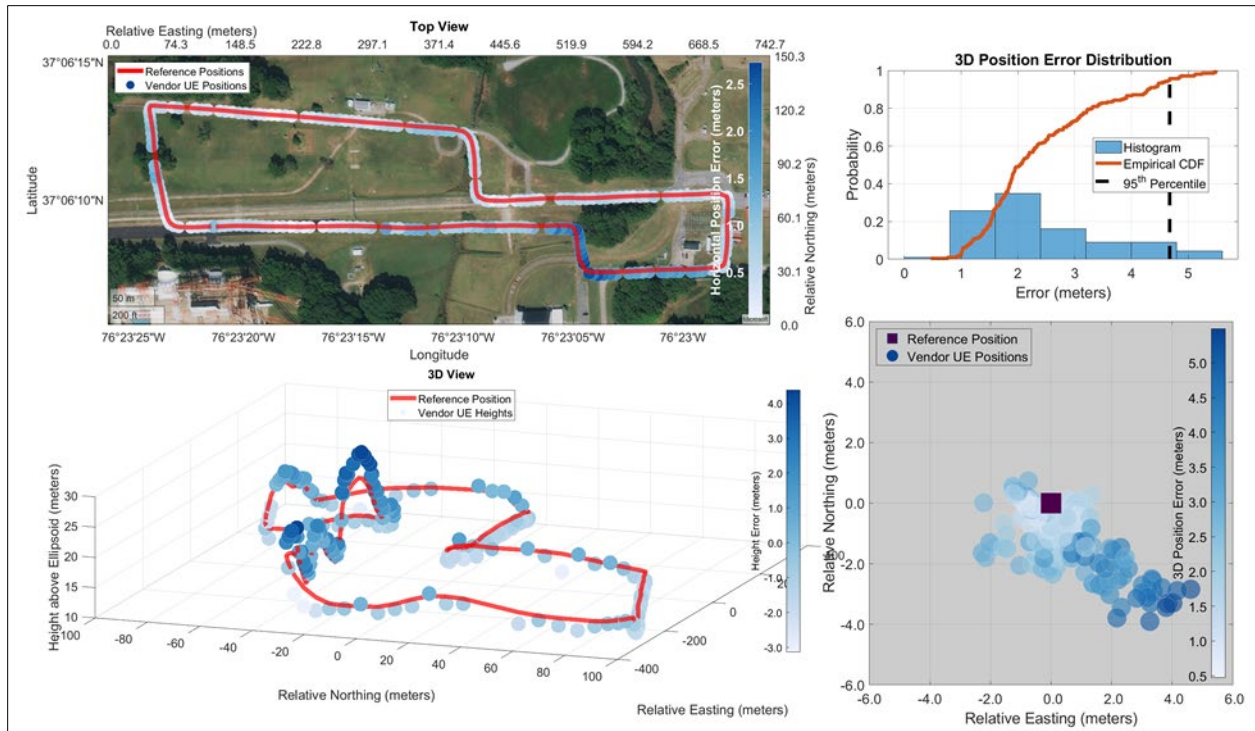 Relative Easting (meters)
Top View
0.0 74.3 148.5 222.8 297.1 371.4 445.6 519.9 594.2 668.5 742.7
37°06'15"N
37°06'10"N
Latitude
Reference Positions
Vendor UE Positions
50 m
200 ft
Microsoft
76°23'25"W 76°23'20"W 76°23'15"W 76°23'10"W 76°23'05"W 76°23'W
Longitude
2.5
2.0
1.5
1.0
0.5
Horizontal Position Error (meters)
150.3
120.2
90.2
60.1
30.1
0.0
Relative Northing (meters)
3D Position Error Distribution
1
0.8
0.6
0.4
0.2
0
Probability
Histogram
Empirical CDF
95th Percentile
0 1 2 3 4 5
Error (meters)
3D View
Reference Position
Vendor UE Heights
30
25
20
15
10
Height above Ellipsoid (meters)
100 -80 -60 -40 -20 0 20 40 60 80 100
Relative Northing (meters)
-400
-200
0
Relative Easting (meters)
4.0
3.0
2.0
1.0
0.0
-1.0
-2.0
-3.0
Height Error (meters)
Reference Position
Vendor UE Positions
6.0
4.0
2.0
0.0
-2.0
-4.0
-6.0
Relative Northing (meters)
-6.0 -4.0 -2.0 0.0 2.0 4.0 6.0
Relative Easting (meters)
5.0
4.5
4.0
3.5
3.0
2.5
2.0
1.5
1.0
0.5
3D Position Error (meters)